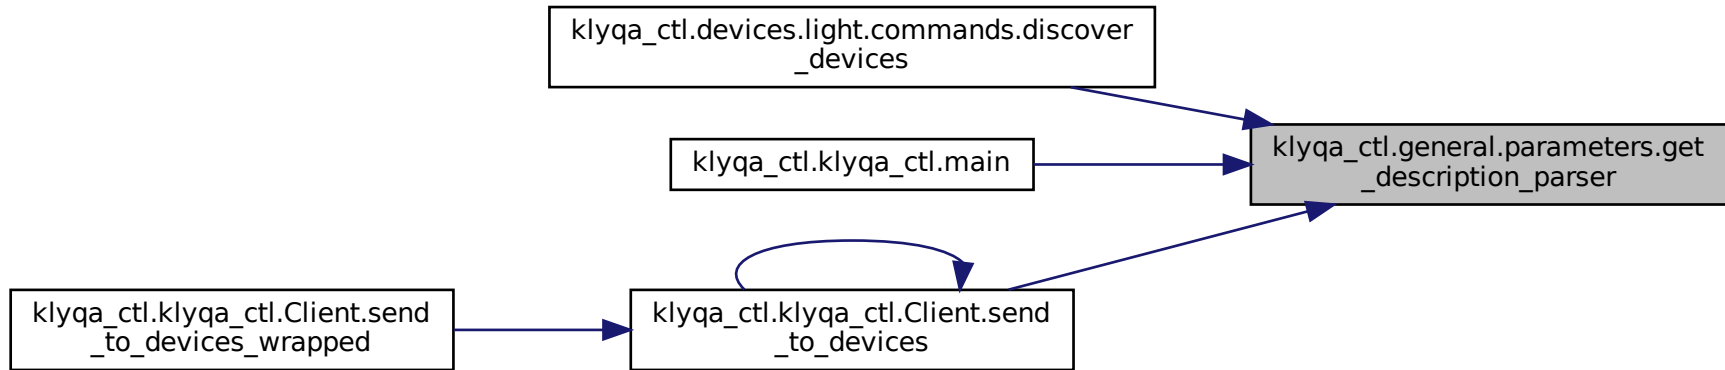 klyqa_ctl.devices.light.commands.discover
_devices
klyqa_ctl.klyqa_ctl.main
klyqa_ctl.general.parameters.get
_description_parser
klyqa_ctl.klyqa_ctl.Client.send
_to_devices_wrapped
klyqa_ctl.klyqa_ctl.Client.send
_to_devices